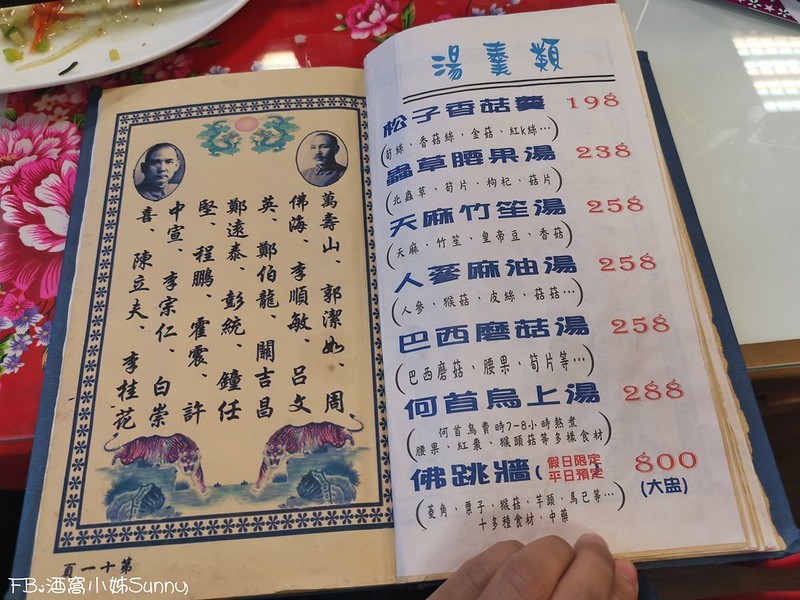 萬壽山、郭潔如、周
佛海、李順敏、呂文
英、鄭伯龍、關吉昌
鄭遠泰、彭統、鐘任
堅、程鵬、霍震、許
中宣、李宗仁、白崇
喜、陳立夫、李桂花
第十一頁
湯羹類
松子香菇羹 198
(筍絲、香菇絲、金菇、紅k絲…)
蟲草腰果湯 238
(北蟲草、筍片、枸杞、菇片)
天麻竹笙湯 258
(天麻、竹笙、皇帝豆、香菇)
人蔘麻油湯 258
(人參、猴菇、皮絲、菇菇…)
巴西磨菇湯 258
(巴西磨菇、腰果、筍片等…)
何首烏上湯 288
(何首烏費時7-8小時熬煮
腰果、紅棗、猴頭菇等多樣食材)
佛跳牆(假日限定 800
平日預定) (大盅)
(菱角、栗子、猴菇、芋頭、馬己等…
十多種食材、中藥)
FB:酒窩小姊Sunny